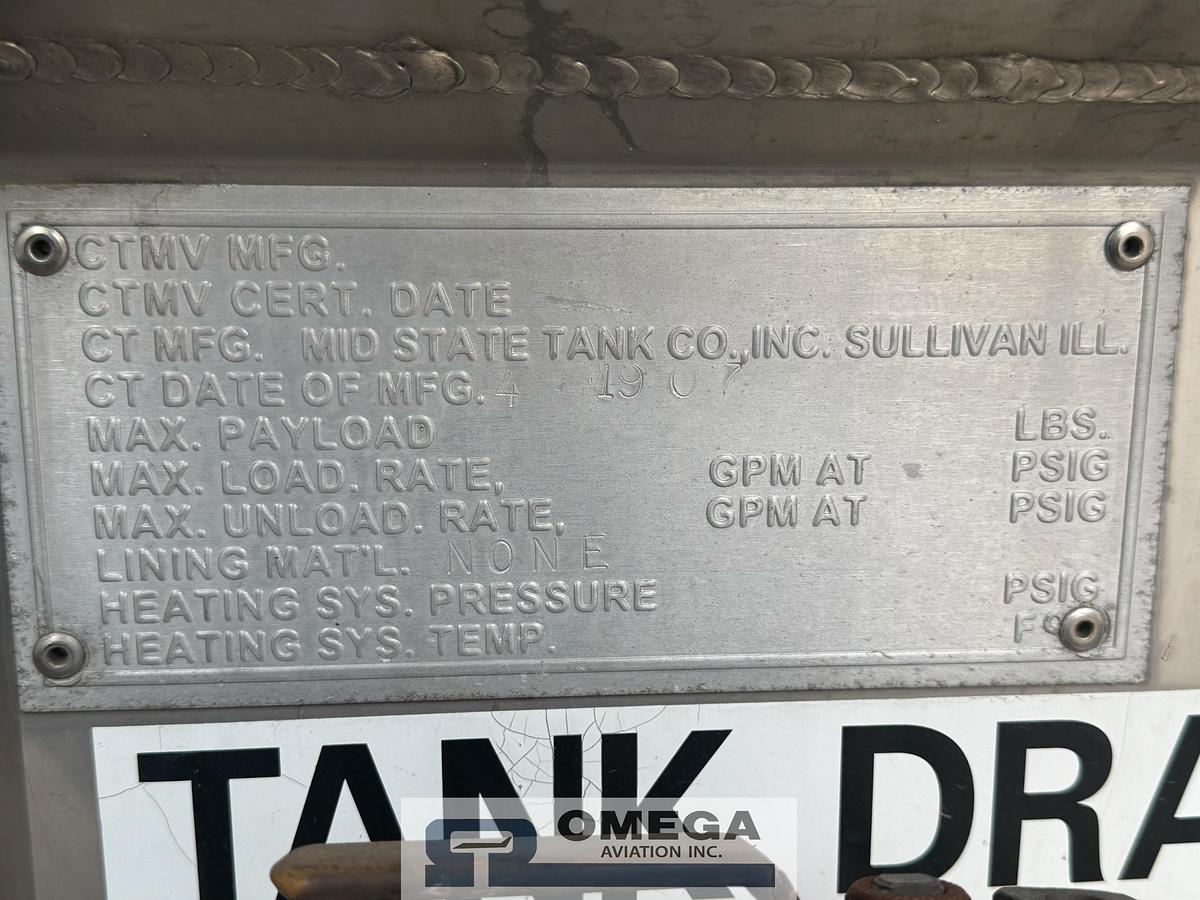 CTMV MFG.
CTMV CERT. DATE
CT MFG. MID STATE TANK CO., INC. SULLIVAN ILL.
CT DATE OF MFG. 4 1907
MAX. PAYLOAD LBS.
MAX. LOAD. RATE, GPM AT PSIG
MAX. UNLOAD. RATE, GPM AT PSIG
LINING MAT'L. NONE
HEATING SYS. PRESSURE PSIG
HEATING SYS. TEMP. F°
TANK DRA
OMEGA
AVIATION INC.